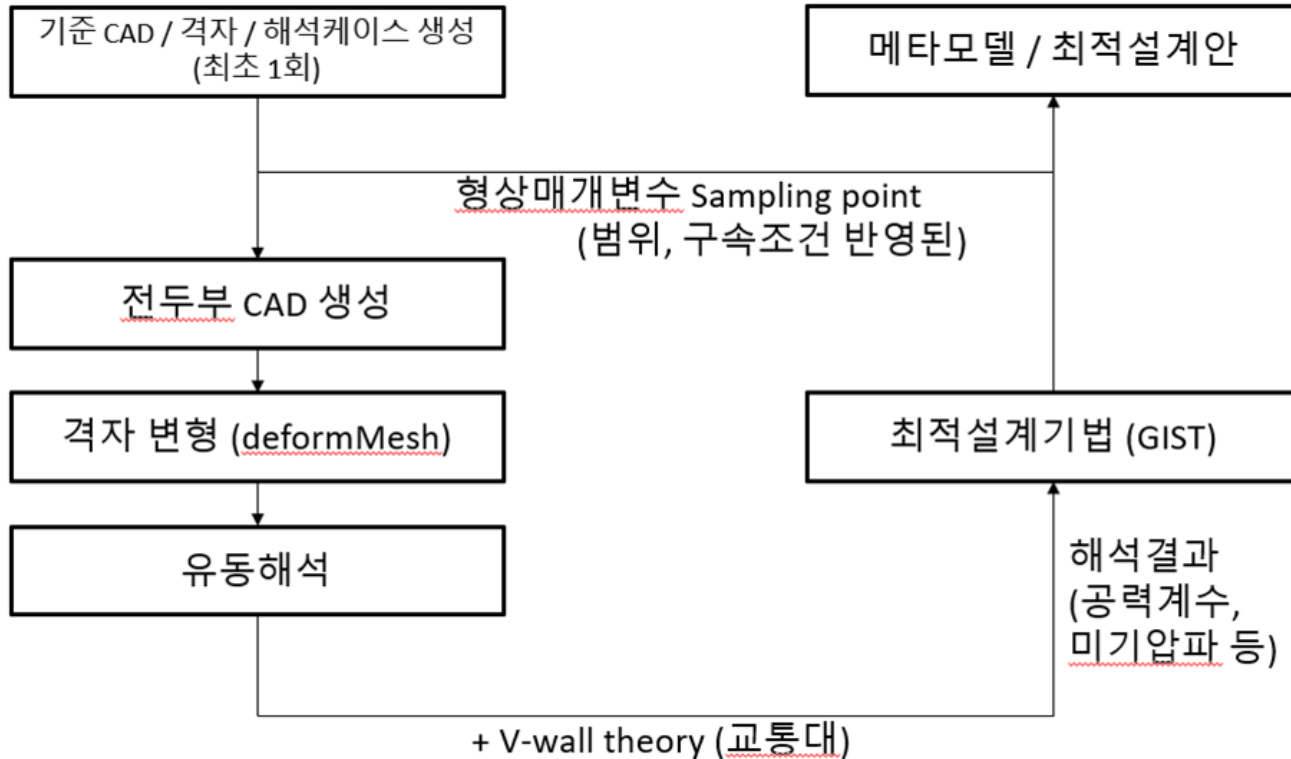 기준 CAD / 격자 / 해석케이스 생성
(최초 1회)
메타모델 / 최적설계안
형상매개변수 Sampling point
(범위, 구속조건 반영된)
전두부 CAD 생성
격자 변형 (deformMesh)
최적설계기법 (GIST)
유동해석
해석결과
(공력계수,
미기압파 등)
+ V-wall theory (교통대)